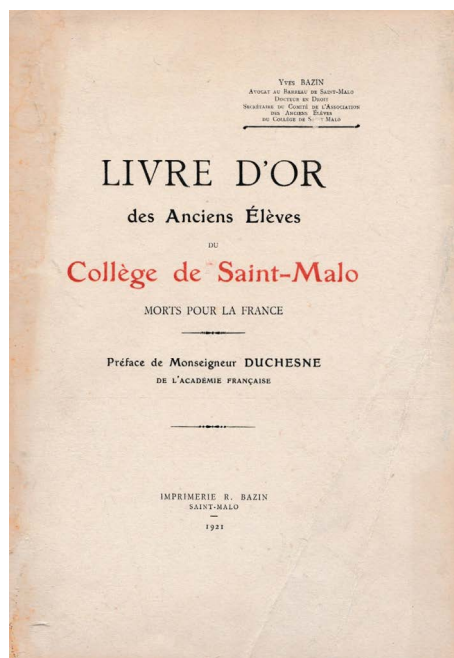 Yves BAZIN
Avocat au Barreau de Saint-Malo
Docteur en Droit
Secrétaire du Comité de l'Association
des Anciens Élèves
du Collège de Saint Malo
LIVRE D'OR
des Anciens Élèves
DU
Collège de Saint-Malo
MORTS POUR LA FRANCE
Préface de Monseigneur DUCHESNE
DE L'ACADÉMIE FRANÇAISE
IMPRIMERIE R. BAZIN
SAINT-MALO
1921